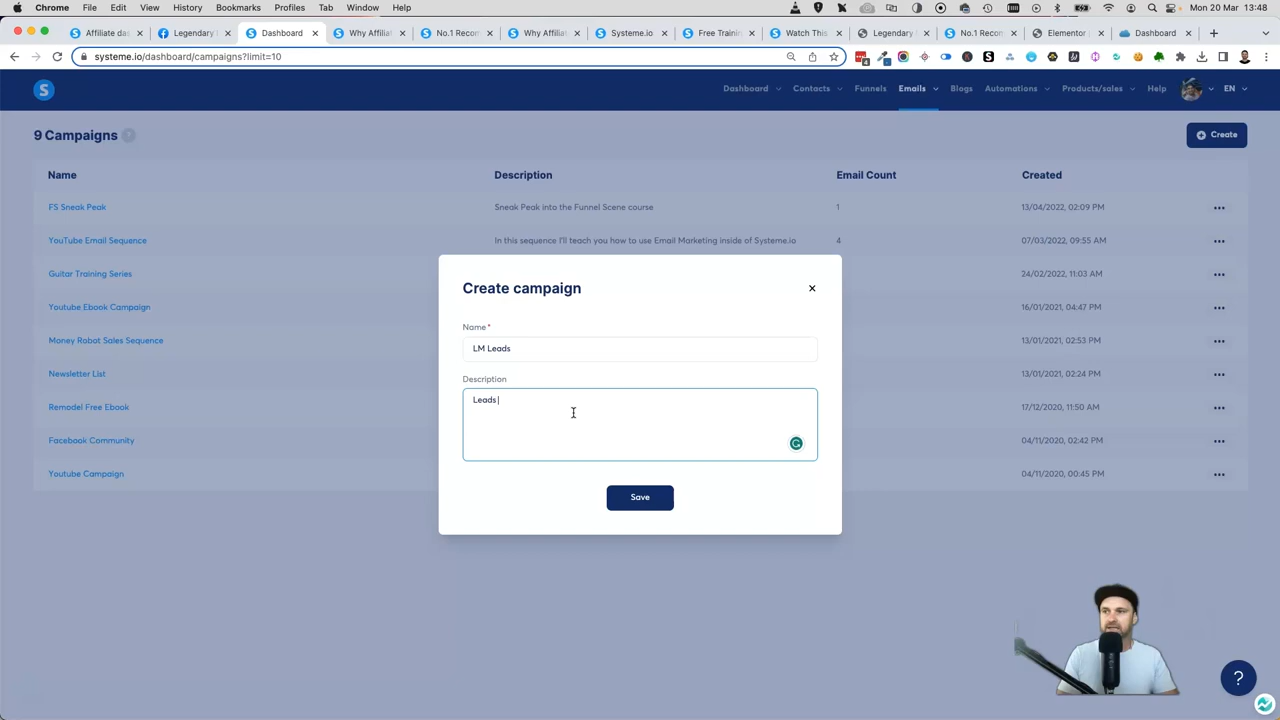 Chrome File Edit View History Bookmarks Profiles Tab Window Help Mon 20 Mar 13:48
Affiliate das Legendary Dashboard Why Affilia No.1 Recon Why Affilia Systeme.io Free Trainin Watch This Legendary No.1 Recon Elementor Dashboard
systeme.io/dashboard/campaigns?limit=10
S Dashboard Contacts Funnels Emails Blogs Automations Products/sales Help EN
9 Campaigns ?
Create
Name Description Email Count Created
FS Sneak Peak Sneak Peak into the Funnel Scene course 1 13/04/2022, 02:09 PM
YouTube Email Sequence In this sequence I'll teach you how to use Email Marketing inside of Systeme.io 4 07/03/2022, 09:55 AM
Guitar Training Series 24/02/2022, 11:03 AM
Youtube Ebook Campaign 16/01/2021, 04:47 PM
Money Robot Sales Sequence 13/01/2021, 02:53 PM
Newsletter List 13/01/2021, 02:24 PM
Remodel Free Ebook 17/12/2020, 11:50 AM
Facebook Community 04/11/2020, 02:42 PM
Youtube Campaign 04/11/2020, 00:45 PM
Create campaign
Name*
LM Leads
Description
Leads
Save
?